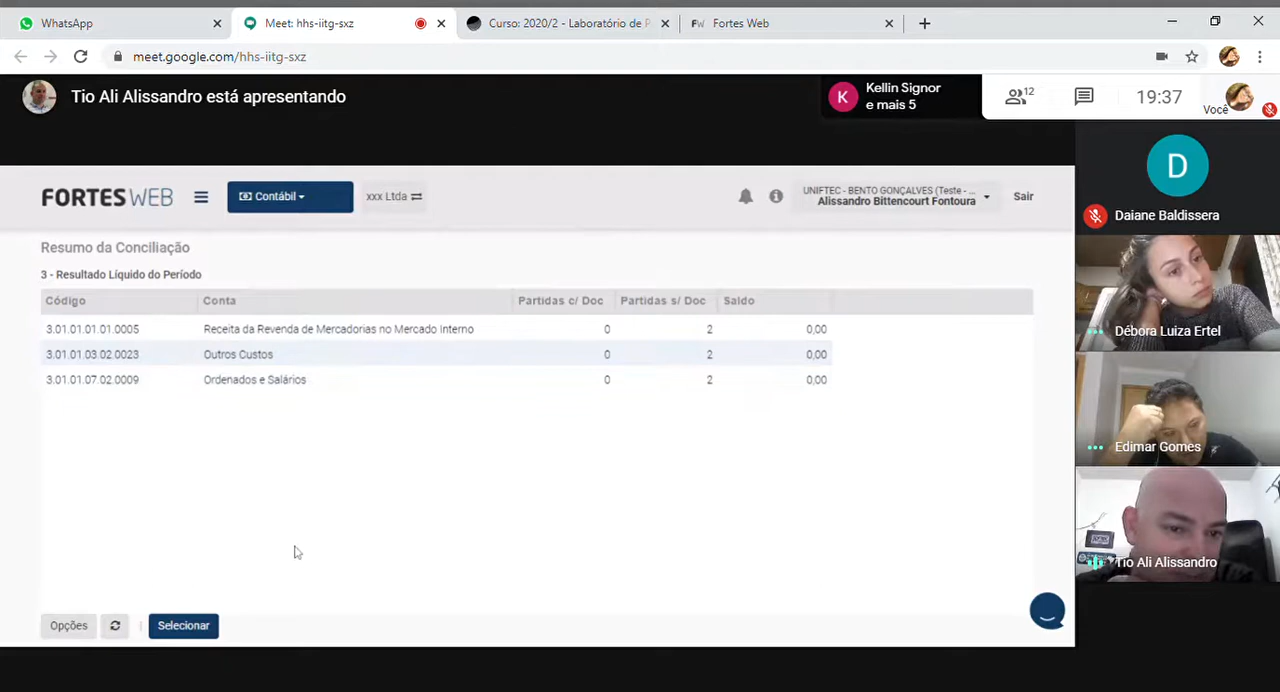 WhatsApp
Meet: hhs-iitg-sxz
Curso: 2020/2 - Laboratório de P
FW Fortes Web
meet.google.com/hhs-iitg-sxz
Tio Ali Alissandro está apresentando
K
Kellin Signor
e mais 5
12
19:37
Você
FORTES WEB
Contábil
xxx Ltda
UNIFTEC - BENTO GONÇALVES (Teste - ...
Alissandro Bittencourt Fontoura
Sair
Resumo da Conciliação
3 - Resultado Líquido do Período
Código Conta Partidas c/ Doc Partidas s/ Doc Saldo
3.01.01.01.01.0005 Receita da Revenda de Mercadorias no Mercado Interno 0 2 0,00
3.01.01.03.02.0023 Outros Custos 0 2 0,00
3.01.01.07.02.0009 Ordenados e Salários 0 2 0,00
Opções
Selecionar
D
Daiane Baldissera
Débora Luiza Ertel
Edimar Gomes
Tio Ali Alissandro